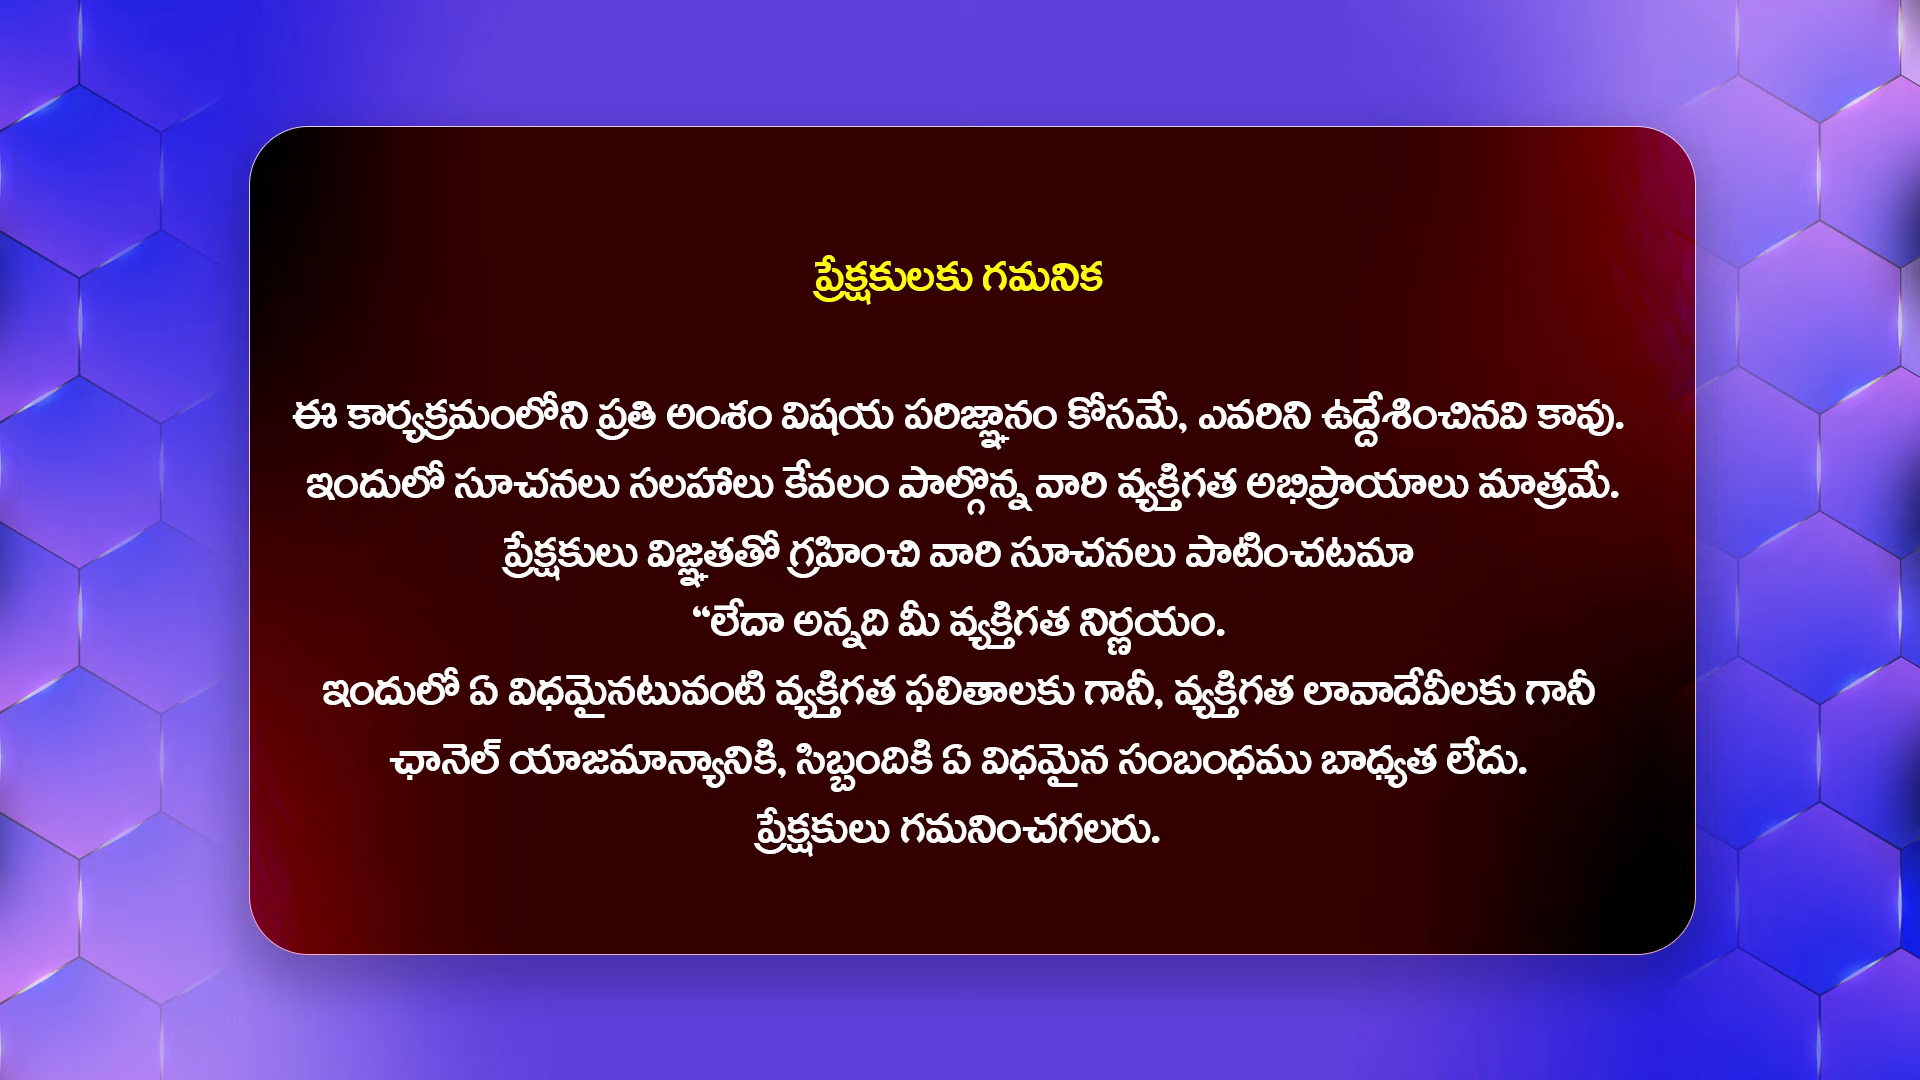 ప్రేక్షకులకు గమనిక
ఈ కార్యక్రమంలోని ప్రతి అంశం విషయ పరిజ్ఞానం కోసమే, ఎవరిని ఉద్దేశించినవి కావు.
ఇందులో సూచనలు సలహాలు కేవలం పాల్గొన్న వారి వ్యక్తిగత అభిప్రాయాలు మాత్రమే.
ప్రేక్షకులు విజ్ఞతతో గ్రహించి వారి సూచనలు పాటించటమా
“లేదా అన్నది మీ వ్యక్తిగత నిర్ణయం.
ఇందులో ఏ విధమైనటువంటి వ్యక్తిగత ఫలితాలకు గానీ, వ్యక్తిగత లావాదేవీలకు గానీ
ఛానెల్ యాజమాన్యానికి, సిబ్బందికి ఏ విధమైన సంబంధము బాధ్యత లేదు.
ప్రేక్షకులు గమనించగలరు.